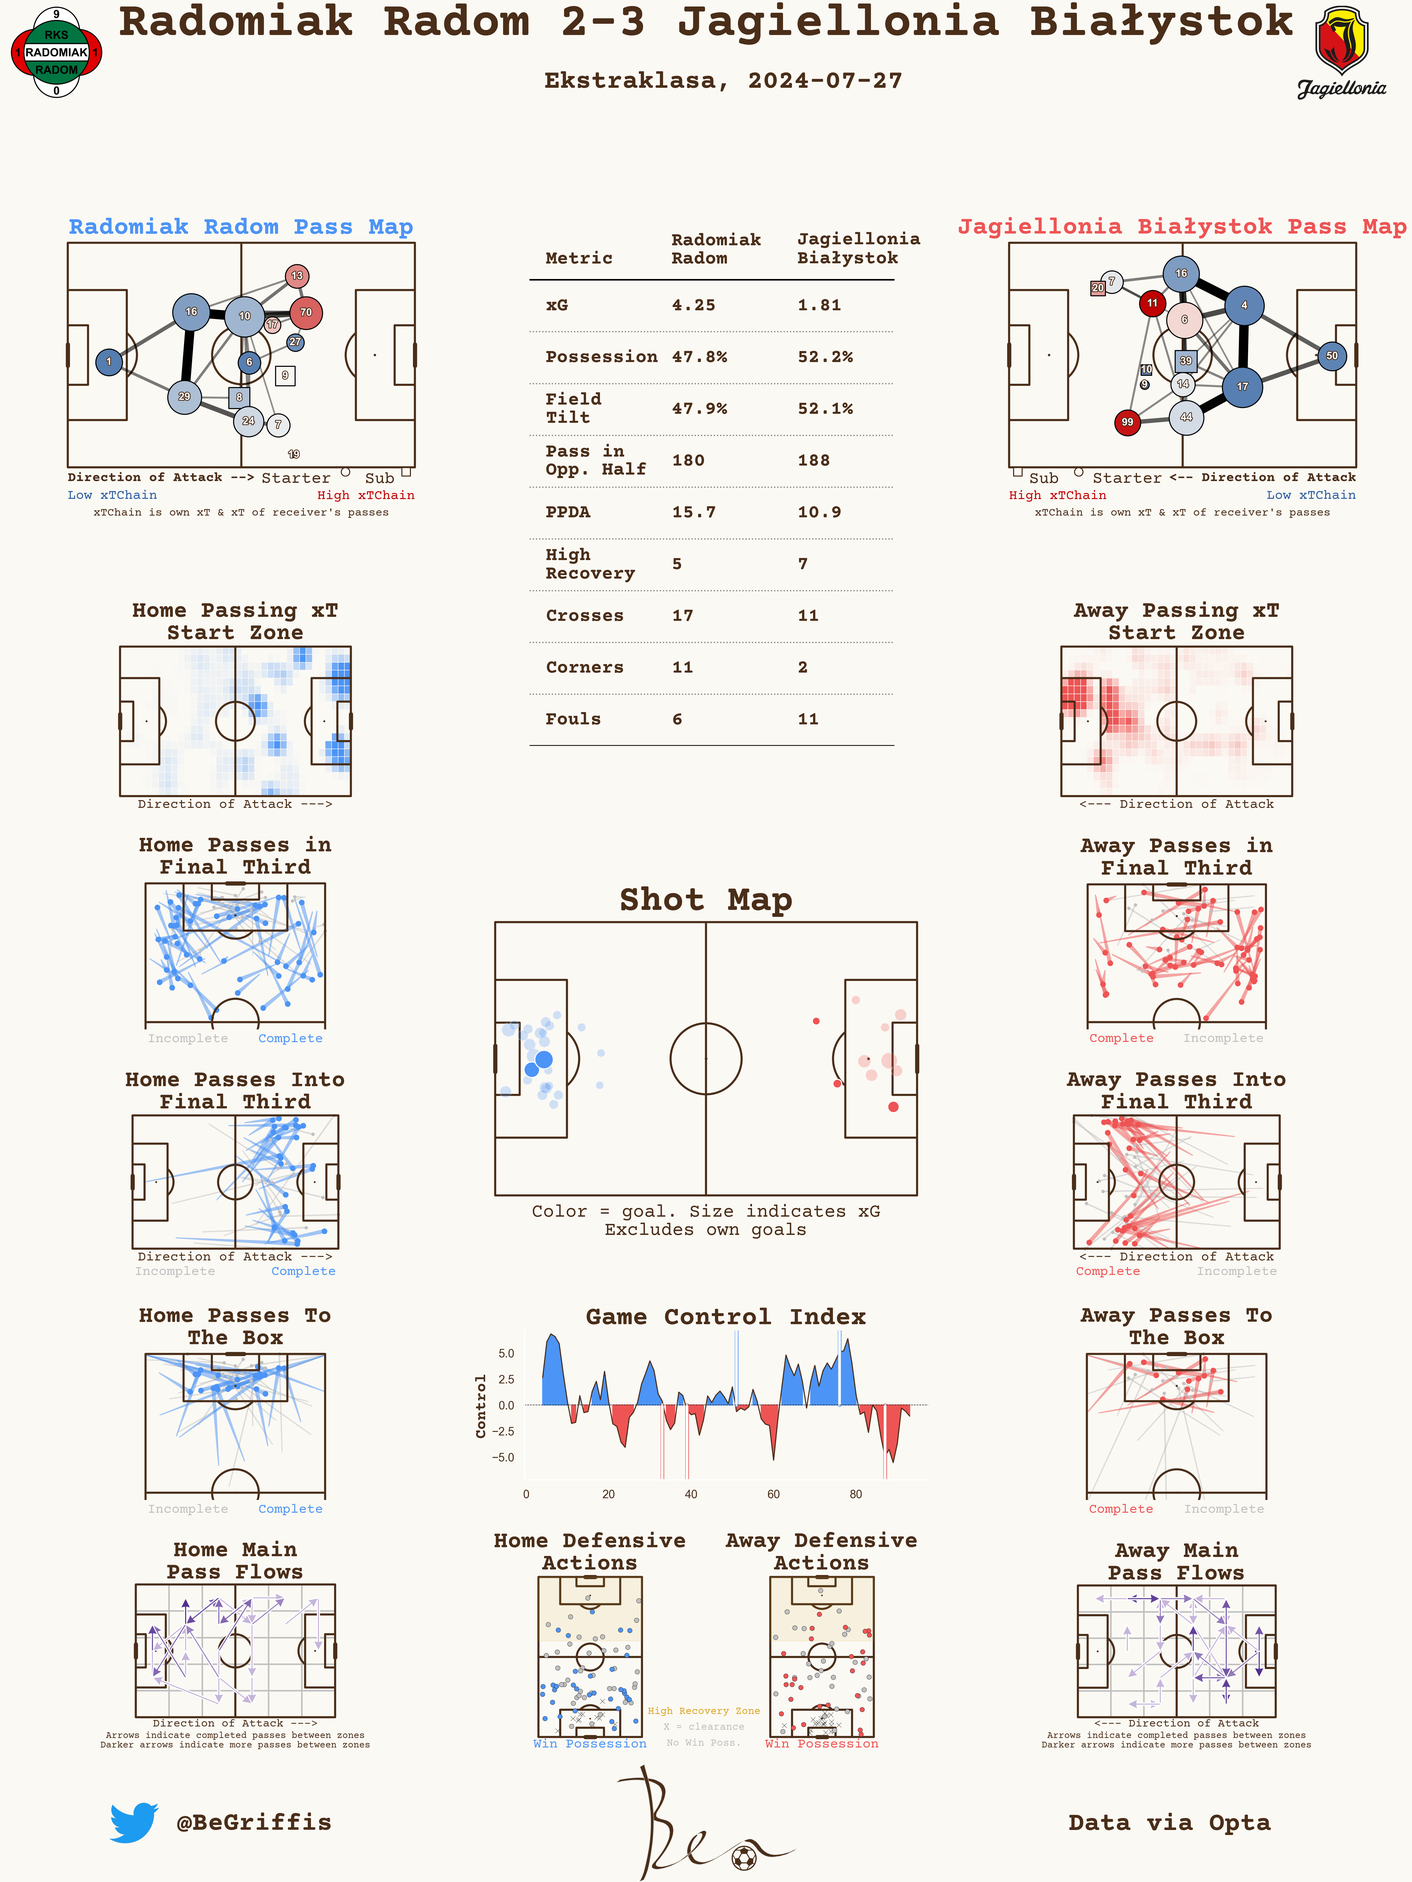 Radomiak Radom 2-3 Jagiellonia Białystok
Ekstraklasa, 2024-07-27
9
RKS
1 RADOMIAK 1
RADOM
0
Jagiellonia
Radomiak Radom Pass Map
13
16
10
70
17
27
1
6
9
29
8
24
7
19
Direction of Attack --> Starter Sub
Low xTChain High xTChain
xTChain is own xT & xT of receiver's passes
Metric Radomiak Radom Jagiellonia Białystok
xG 4.25 1.81
Possession 47.8% 52.2%
Field Tilt 47.9% 52.1%
Pass in Opp. Half 180 188
PPDA 15.7 10.9
High Recovery 5 7
Crosses 17 11
Corners 11 2
Fouls 6 11
Jagiellonia Białystok Pass Map
16
7
20
11
4
6
50
39
10
9
14
17
44
99
Sub Starter <-- Direction of Attack
High xTChain Low xTChain
xTChain is own xT & xT of receiver's passes
Home Passing xT
Start Zone
Direction of Attack --->
Away Passing xT
Start Zone
<--- Direction of Attack
Home Passes in
Final Third
Incomplete Complete
Away Passes in
Final Third
Complete Incomplete
Shot Map
Color = goal. Size indicates xG
Excludes own goals
Home Passes Into
Final Third
Direction of Attack --->
Incomplete Complete
Away Passes Into
Final Third
<--- Direction of Attack
Complete Incomplete
Home Passes To
The Box
Incomplete Complete
Game Control Index
Control
5.0
2.5
0.0
−2.5
−5.0
0 20 40 60 80
Away Passes To
The Box
Complete Incomplete
Home Main
Pass Flows
Direction of Attack --->
Arrows indicate completed passes between zones
Darker arrows indicate more passes between zones
Home Defensive
Actions
Win Possession
High Recovery Zone
X = clearance
No Win Poss.
Away Defensive
Actions
Win Possession
Away Main
Pass Flows
<--- Direction of Attack
Arrows indicate completed passes between zones
Darker arrows indicate more passes between zones
@BeGriffis
Ben
Data via Opta